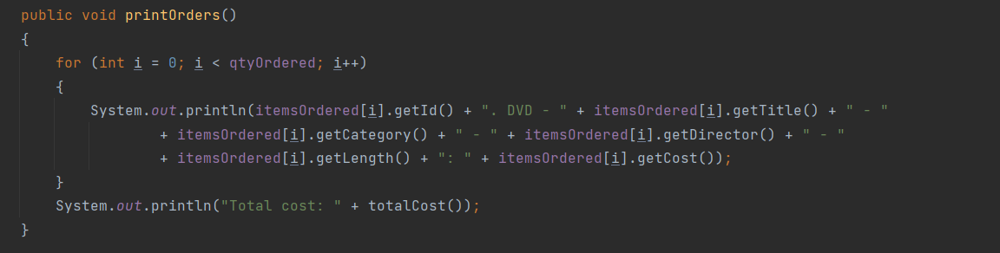 public void printOrders()
{
    for (int i = 0; i < qtyOrdered; i++)
    {
        System.out.println(itemsOrdered[i].getId() + ". DVD - " + itemsOrdered[i].getTitle() + " - "
                + itemsOrdered[i].getCategory() + " - " + itemsOrdered[i].getDirector() + " - "
                + itemsOrdered[i].getLength() + ": " + itemsOrdered[i].getCost());
    }
    System.out.println("Total cost: " + totalCost());
}